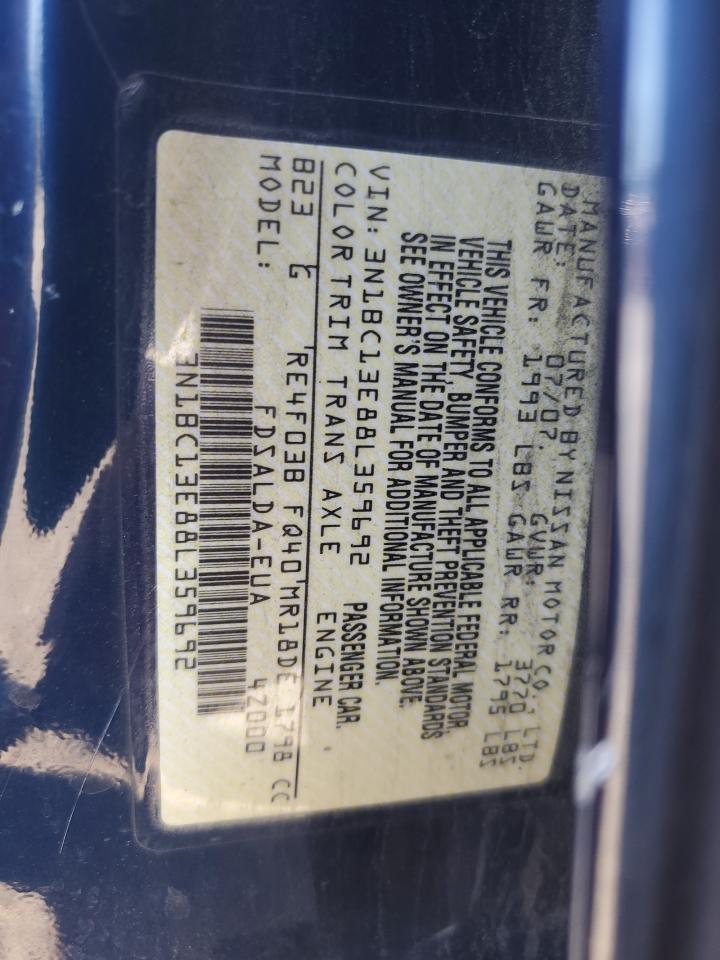 MANUFACTURED BY NISSAN MOTOR CO., LTD.
DATE: 07/07, GVWR: 3770 LBS
GAWR FR: 1993 LBS GAWR RR: 1795 LBS
THIS VEHICLE CONFORMS TO ALL APPLICABLE FEDERAL MOTOR
VEHICLE SAFETY, BUMPER AND THEFT PREVENTION STANDARDS
IN EFFECT ON THE DATE OF MANUFACTURE SHOWN ABOVE.
SEE OWNER'S MANUAL FOR ADDITIONAL INFORMATION.
VIN: 3N1BC13E88L359692 PASSENGER CAR.
COLOR TRIM TRANS AXLE ENGINE
B23 G RE4F03B FQ40 MR18DE 1798 CC
MODEL: FDSALDA-EUA 4Z000
3N1BC13E88L359692